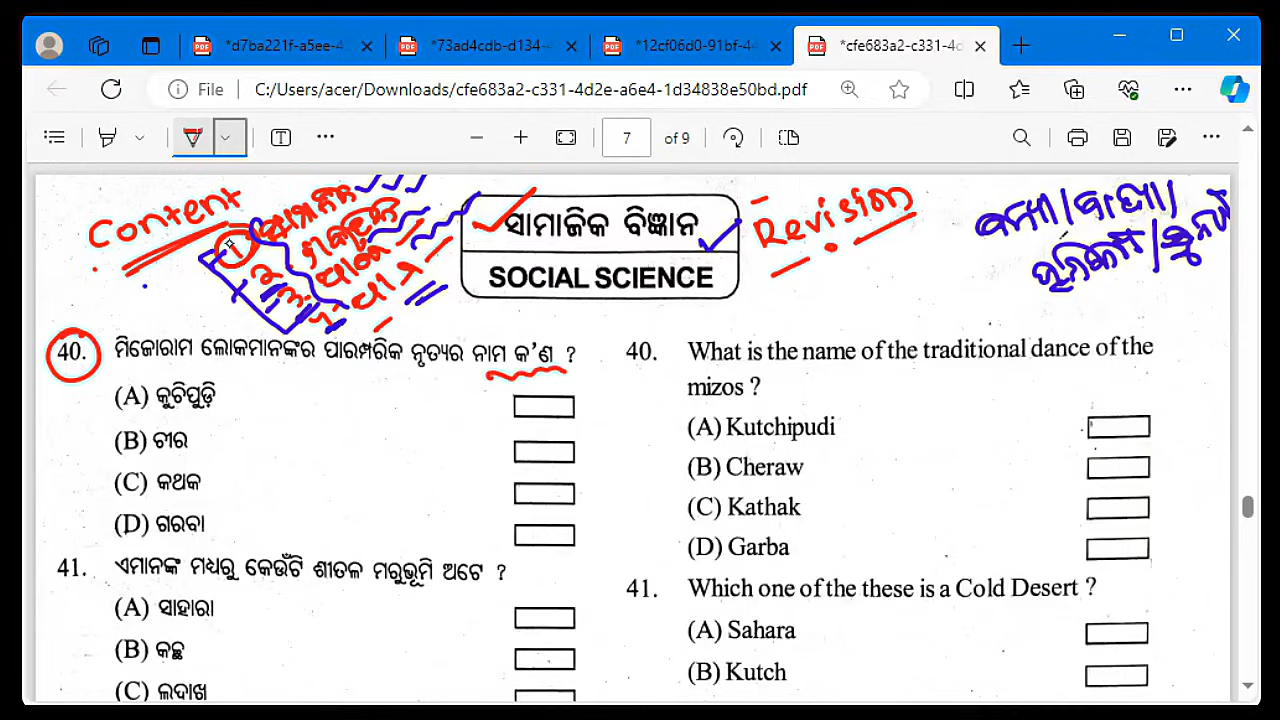 *d7ba221f-a5ee-4
*73ad4cdb-d134-
*12cf06d0-91bf-44
*cfe683a2-c331-4d
File C:/Users/acer/Downloads/cfe683a2-c331-4d2e-a6e4-1d34838e50bd.pdf
7 of 9
Content
Revision
ସାମାଜିକ ବିଜ୍ଞାନ
SOCIAL SCIENCE
40. ମିଜୋରାମ ଲୋକମାନଙ୍କର ପାରମ୍ପରିକ ନୃତ୍ୟର ନାମ କ'ଣ ?
(A) କୁଚିପୁଡ଼ି
(B) ଚୀର
(C) କଥକ
(D) ଗରବା
41. ଏମାନଙ୍କ ମଧ୍ୟରୁ କେଉଁଟି ଶୀତଳ ମରୁଭୂମି ଅଟେ ?
(A) ସାହାରା
(B) କଚ୍ଛ
(C) ଲଦାଖ
40. What is the name of the traditional dance of the
mizos ?
(A) Kutchipudi
(B) Cheraw
(C) Kathak
(D) Garba
41. Which one of the these is a Cold Desert ?
(A) Sahara
(B) Kutch